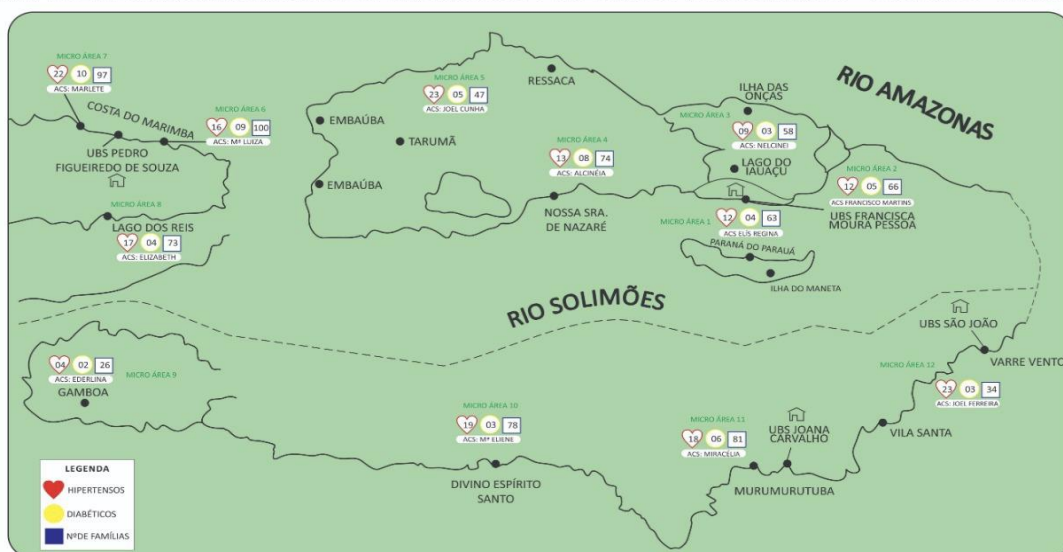 MICRO ÁREA 7
22 10 97
ACS: MARLETE
COSTA DO MARIMBA
UBS PEDRO
FIGUEIREDO DE SOUZA
MICRO ÁREA 6
16 09 100
ACS: Mª LUIZA
MICRO ÁREA 8
LAGO DOS REIS
17 04 73
ACS: ELIZABETH
MICRO ÁREA 5
23 05 47
ACS: JOEL CUNHA
RESSACA
EMBAÚBA
TARUMÃ
EMBAÚBA
MICRO ÁREA 4
13 08 74
ACS: ALCINÉIA
NOSSA SRA.
DE NAZARÉ
RIO AMAZONAS
ILHA DAS
ONÇAS
MICRO ÁREA 3
09 03 58
ACS: NELCINEI
LAGO DO
IAUAÇU
MICRO ÁREA 2
12 05 66
ACS FRANCISCO MARTINS
UBS FRANCISCA
MOURA PESSOA
MICRO ÁREA 1
12 04 63
ACS ELÍS REGINA
PARANÁ DO PARAUÁ
ILHA DO MANETA
RIO SOLIMÕES
UBS SÃO JOÃO
VARRE VENTO
MICRO ÁREA 12
23 03 34
ACS: JOEL FERREIRA
VILA SANTA
04 02 26
ACS: EDERLINA
GAMBOA
MICRO ÁREA 9
MICRO ÁREA 10
19 03 78
ACS: Mª ELIENE
DIVINO ESPÍRITO
SANTO
MICRO ÁREA 11
18 06 81
ACS: MIRACÉLIA
UBS JOANA
CARVALHO
MURUMURUTUBA
LEGENDA
HIPERTENSOS
DIABÉTICOS
NºDE FAMÍLIAS